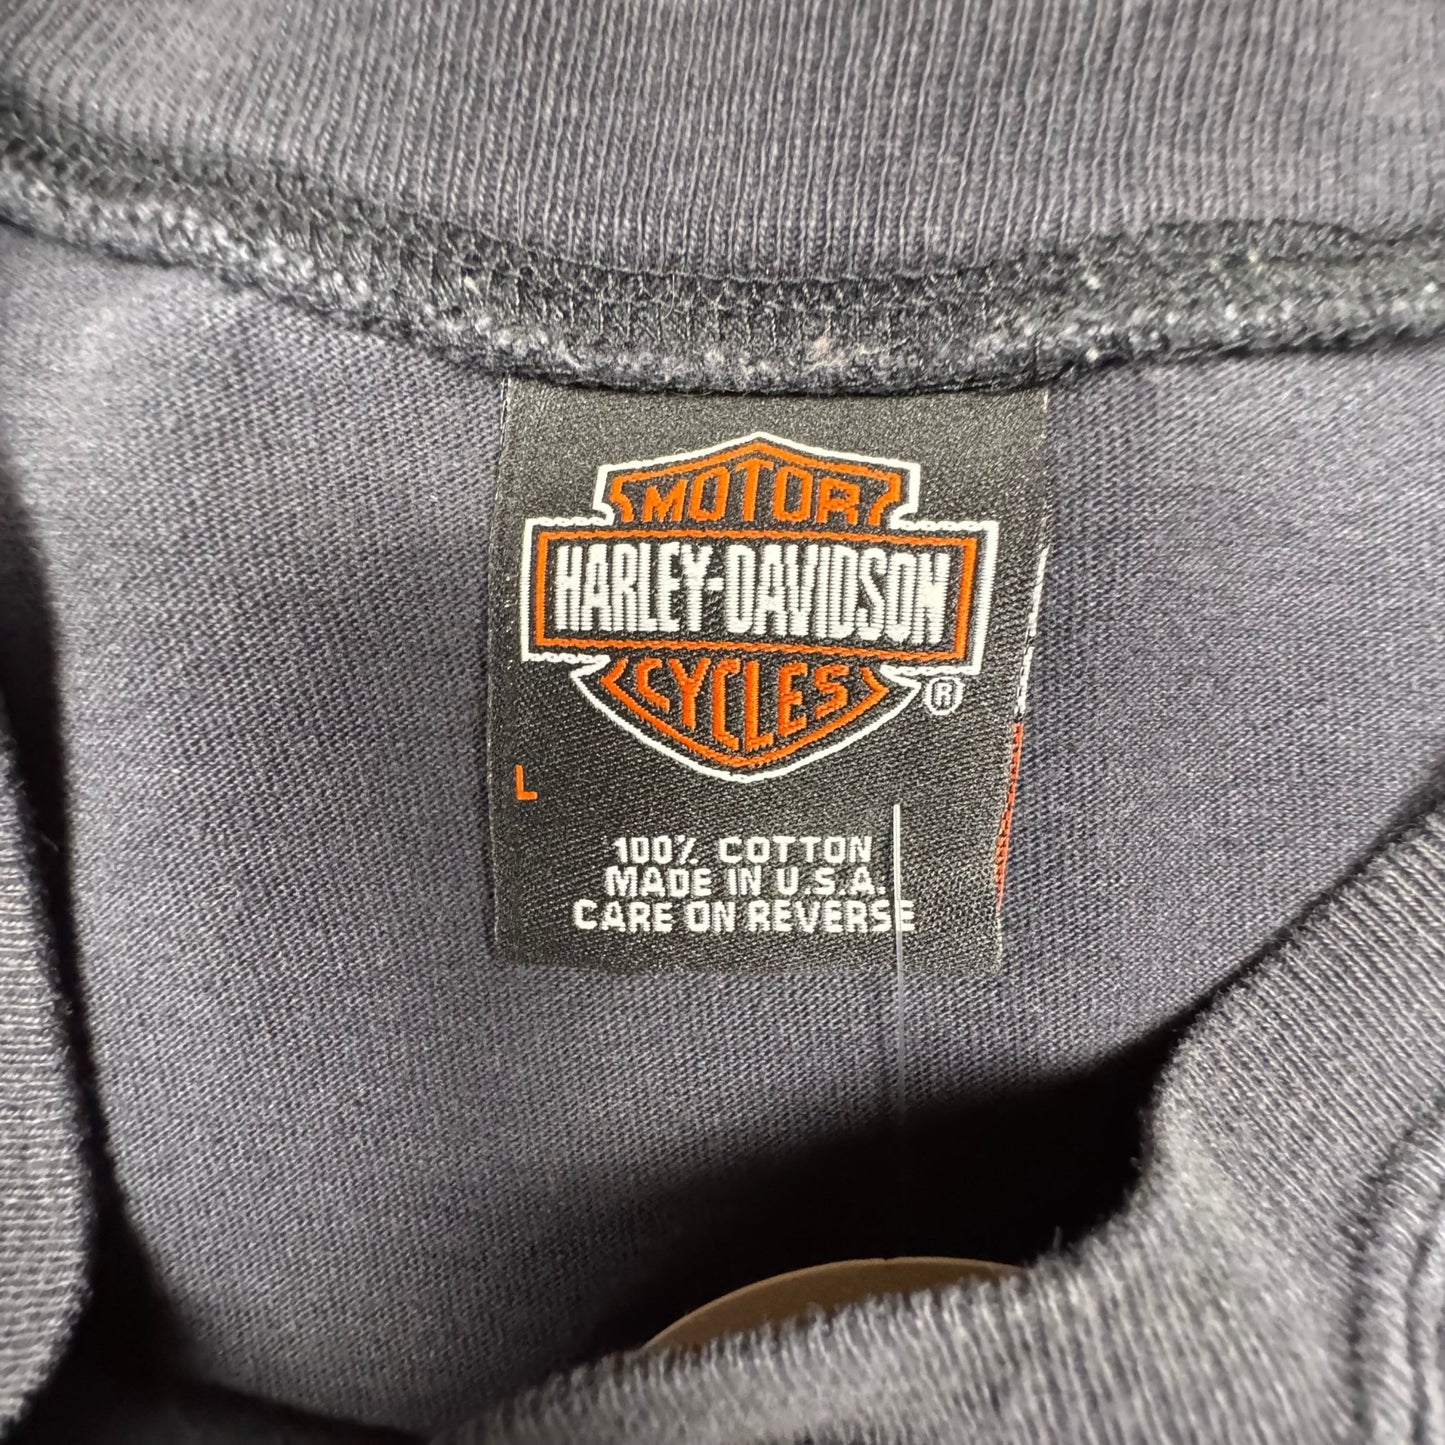 MOTOR
HARLEY-DAVIDSON
CYCLES
®
L
100% COTTON
MADE IN U.S.A.
CARE ON REVERSE